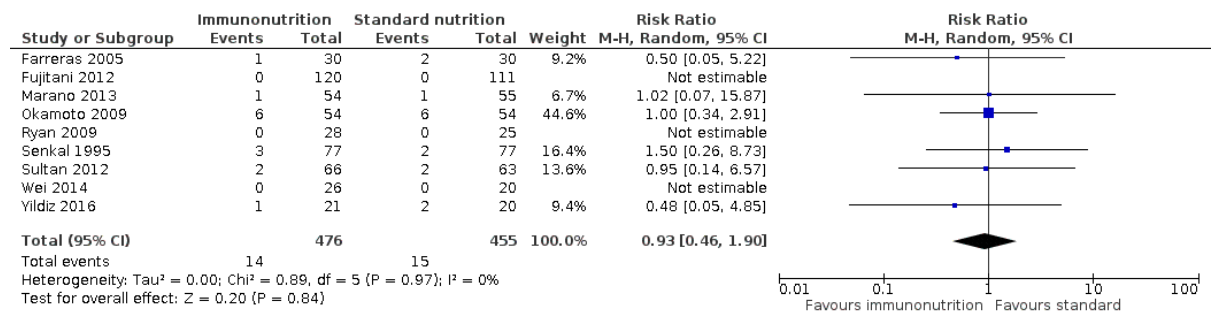 Immunonutrition Standard nutrition Risk Ratio Risk Ratio
Study or Subgroup Events Total Events Total Weight M-H, Random, 95% CI M-H, Random, 95% CI
Farreras 2005 1 30 2 30 9.2% 0.50 [0.05, 5.22]
Fujitani 2012 0 120 0 111 Not estimable
Marano 2013 1 54 1 55 6.7% 1.02 [0.07, 15.87]
Okamoto 2009 6 54 6 54 44.6% 1.00 [0.34, 2.91]
Ryan 2009 0 28 0 25 Not estimable
Senkal 1995 3 77 2 77 16.4% 1.50 [0.26, 8.73]
Sultan 2012 2 66 2 63 13.6% 0.95 [0.14, 6.57]
Wei 2014 0 26 0 20 Not estimable
Yildiz 2016 1 21 2 20 9.4% 0.48 [0.05, 4.85]
Total (95% CI) 476 455 100.0% 0.93 [0.46, 1.90]
Total events 14 15
Heterogeneity: Tau² = 0.00; Chi² = 0.89, df = 5 (P = 0.97); I² = 0%
Test for overall effect: Z = 0.20 (P = 0.84)
0.01 0.1 1 10 100
Favours immunonutrition Favours standard